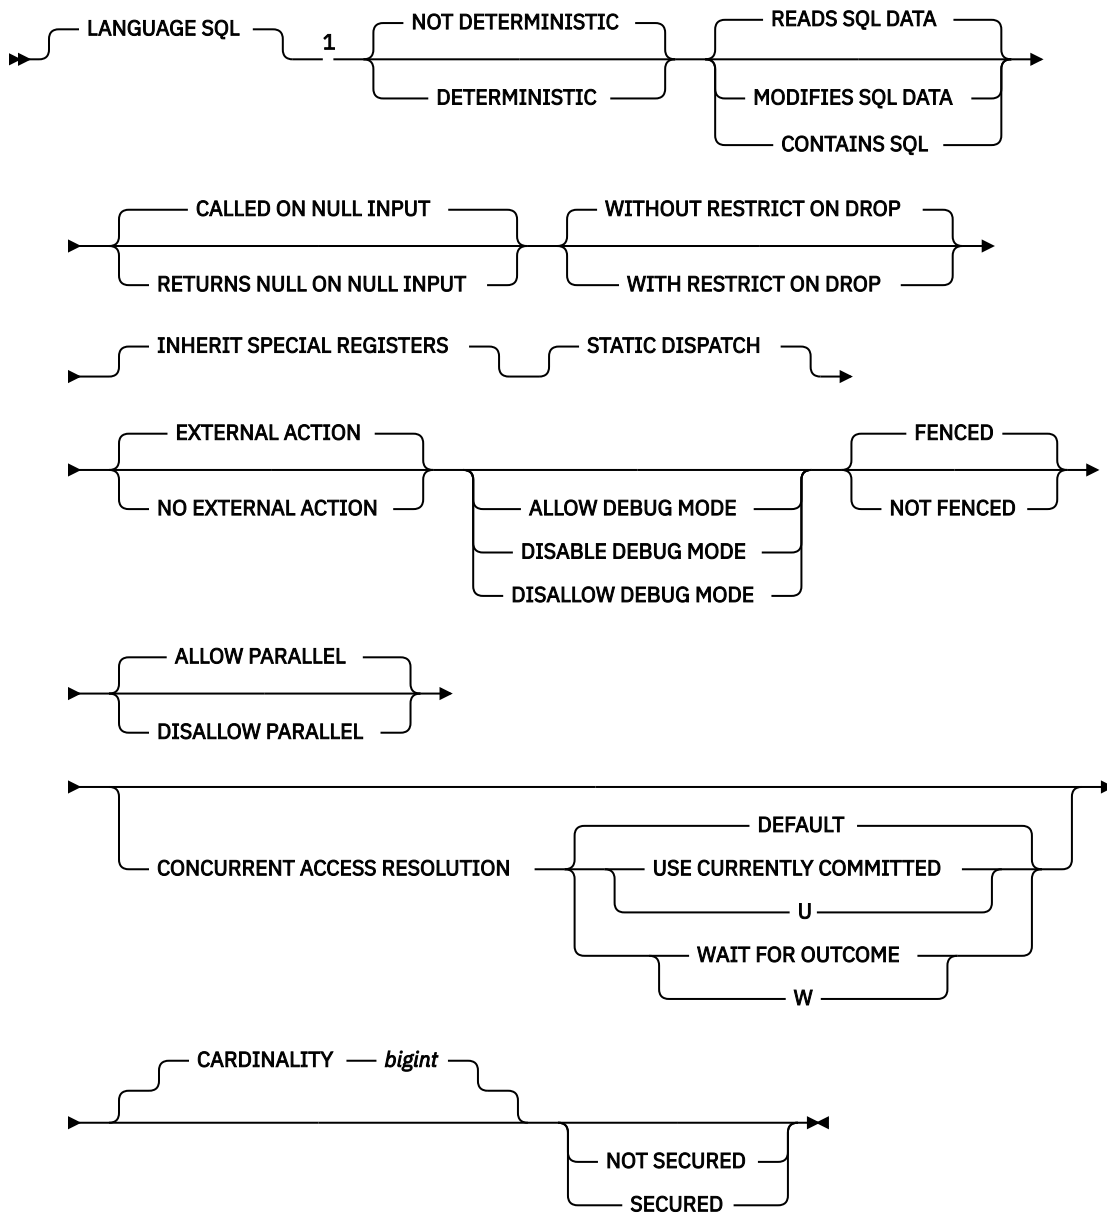 LANGUAGE SQL
1
NOT DETERMINISTIC
DETERMINISTIC
READS SQL DATA
MODIFIES SQL DATA
CONTAINS SQL
CALLED ON NULL INPUT
RETURNS NULL ON NULL INPUT
WITHOUT RESTRICT ON DROP
WITH RESTRICT ON DROP
INHERIT SPECIAL REGISTERS
STATIC DISPATCH
EXTERNAL ACTION
NO EXTERNAL ACTION
ALLOW DEBUG MODE
DISABLE DEBUG MODE
DISALLOW DEBUG MODE
FENCED
NOT FENCED
ALLOW PARALLEL
DISALLOW PARALLEL
CONCURRENT ACCESS RESOLUTION
DEFAULT
USE CURRENTLY COMMITTED
U
WAIT FOR OUTCOME
W
CARDINALITY bigint
NOT SECURED
SECURED